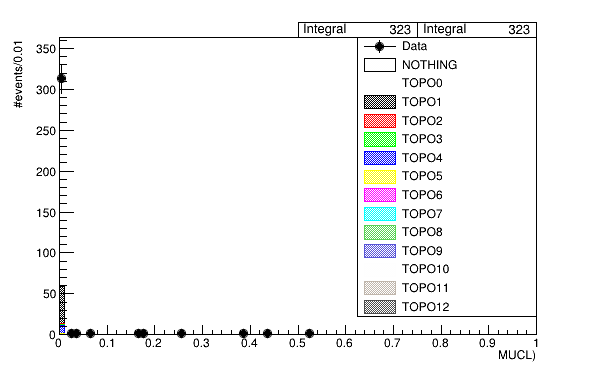 Integral 323 Integral 323
#events/0.01
350
300
250
200
150
100
50
0
Data
NOTHING
TOPO0
TOPO1
TOPO2
TOPO3
TOPO4
TOPO5
TOPO6
TOPO7
TOPO8
TOPO9
TOPO10
TOPO11
TOPO12
0 0.1 0.2 0.3 0.4 0.5 0.6 0.7 0.8 0.9 1
MUCL)